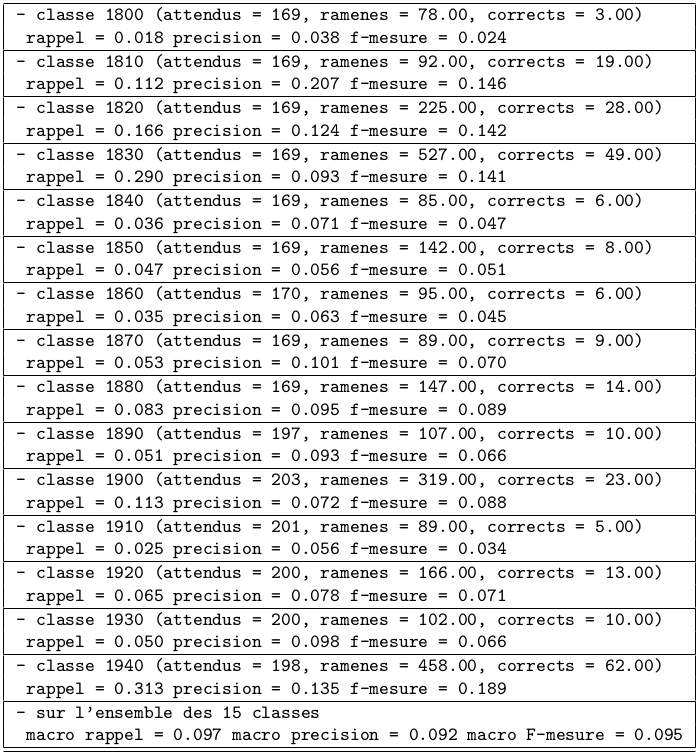 - classe 1800 (attendus = 169, ramenes = 78.00, corrects = 3.00)
rappel = 0.018 precision = 0.038 f-mesure = 0.024
- classe 1810 (attendus = 169, ramenes = 92.00, corrects = 19.00)
rappel = 0.112 precision = 0.207 f-mesure = 0.146
- classe 1820 (attendus = 169, ramenes = 225.00, corrects = 28.00)
rappel = 0.166 precision = 0.124 f-mesure = 0.142
- classe 1830 (attendus = 169, ramenes = 527.00, corrects = 49.00)
rappel = 0.290 precision = 0.093 f-mesure = 0.141
- classe 1840 (attendus = 169, ramenes = 85.00, corrects = 6.00)
rappel = 0.036 precision = 0.071 f-mesure = 0.047
- classe 1850 (attendus = 169, ramenes = 142.00, corrects = 8.00)
rappel = 0.047 precision = 0.056 f-mesure = 0.051
- classe 1860 (attendus = 170, ramenes = 95.00, corrects = 6.00)
rappel = 0.035 precision = 0.063 f-mesure = 0.045
- classe 1870 (attendus = 169, ramenes = 89.00, corrects = 9.00)
rappel = 0.053 precision = 0.101 f-mesure = 0.070
- classe 1880 (attendus = 169, ramenes = 147.00, corrects = 14.00)
rappel = 0.083 precision = 0.095 f-mesure = 0.089
- classe 1890 (attendus = 197, ramenes = 107.00, corrects = 10.00)
rappel = 0.051 precision = 0.093 f-mesure = 0.066
- classe 1900 (attendus = 203, ramenes = 319.00, corrects = 23.00)
rappel = 0.113 precision = 0.072 f-mesure = 0.088
- classe 1910 (attendus = 201, ramenes = 89.00, corrects = 5.00)
rappel = 0.025 precision = 0.056 f-mesure = 0.034
- classe 1920 (attendus = 200, ramenes = 166.00, corrects = 13.00)
rappel = 0.065 precision = 0.078 f-mesure = 0.071
- classe 1930 (attendus = 200, ramenes = 102.00, corrects = 10.00)
rappel = 0.050 precision = 0.098 f-mesure = 0.066
- classe 1940 (attendus = 198, ramenes = 458.00, corrects = 62.00)
rappel = 0.313 precision = 0.135 f-mesure = 0.189
- sur l'ensemble des 15 classes
macro rappel = 0.097 macro precision = 0.092 macro F-mesure = 0.095